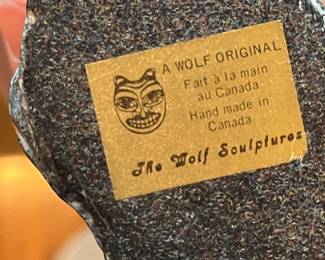 A WOLF ORIGINAL
Fait à la main
au Canada
Hand made in
Canada
The Wolf Sculptures